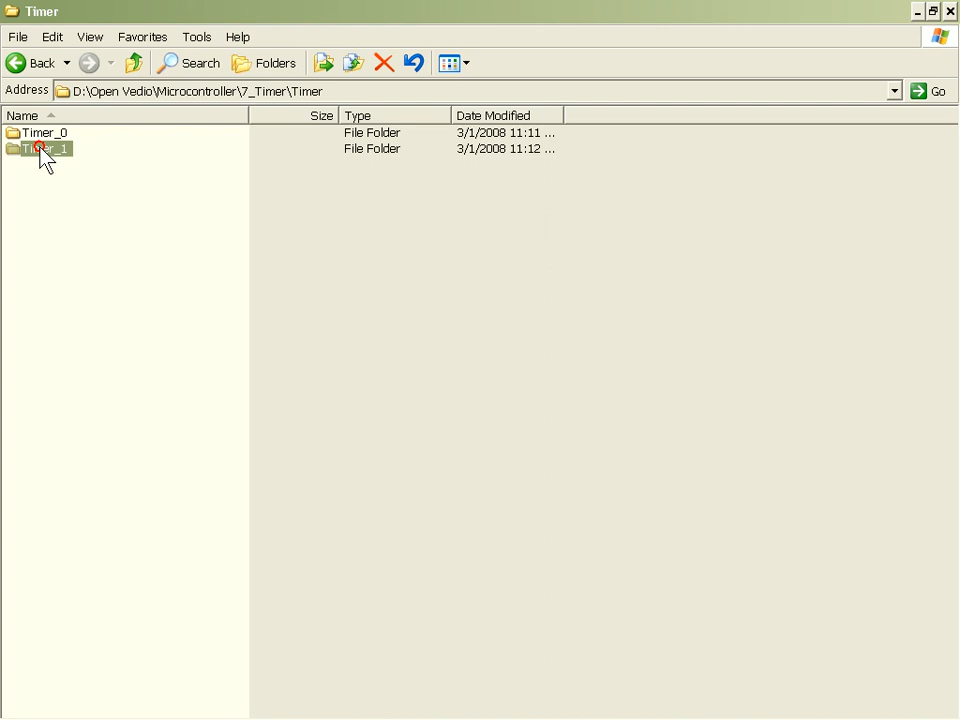 Timer
File Edit View Favorites Tools Help
Back Search Folders
Address D:\Open Vedio\Microcontroller\7_Timer\Timer Go
Name Size Type Date Modified
Timer_0 File Folder 3/1/2008 11:11 ...
Timer_1 File Folder 3/1/2008 11:12 ...